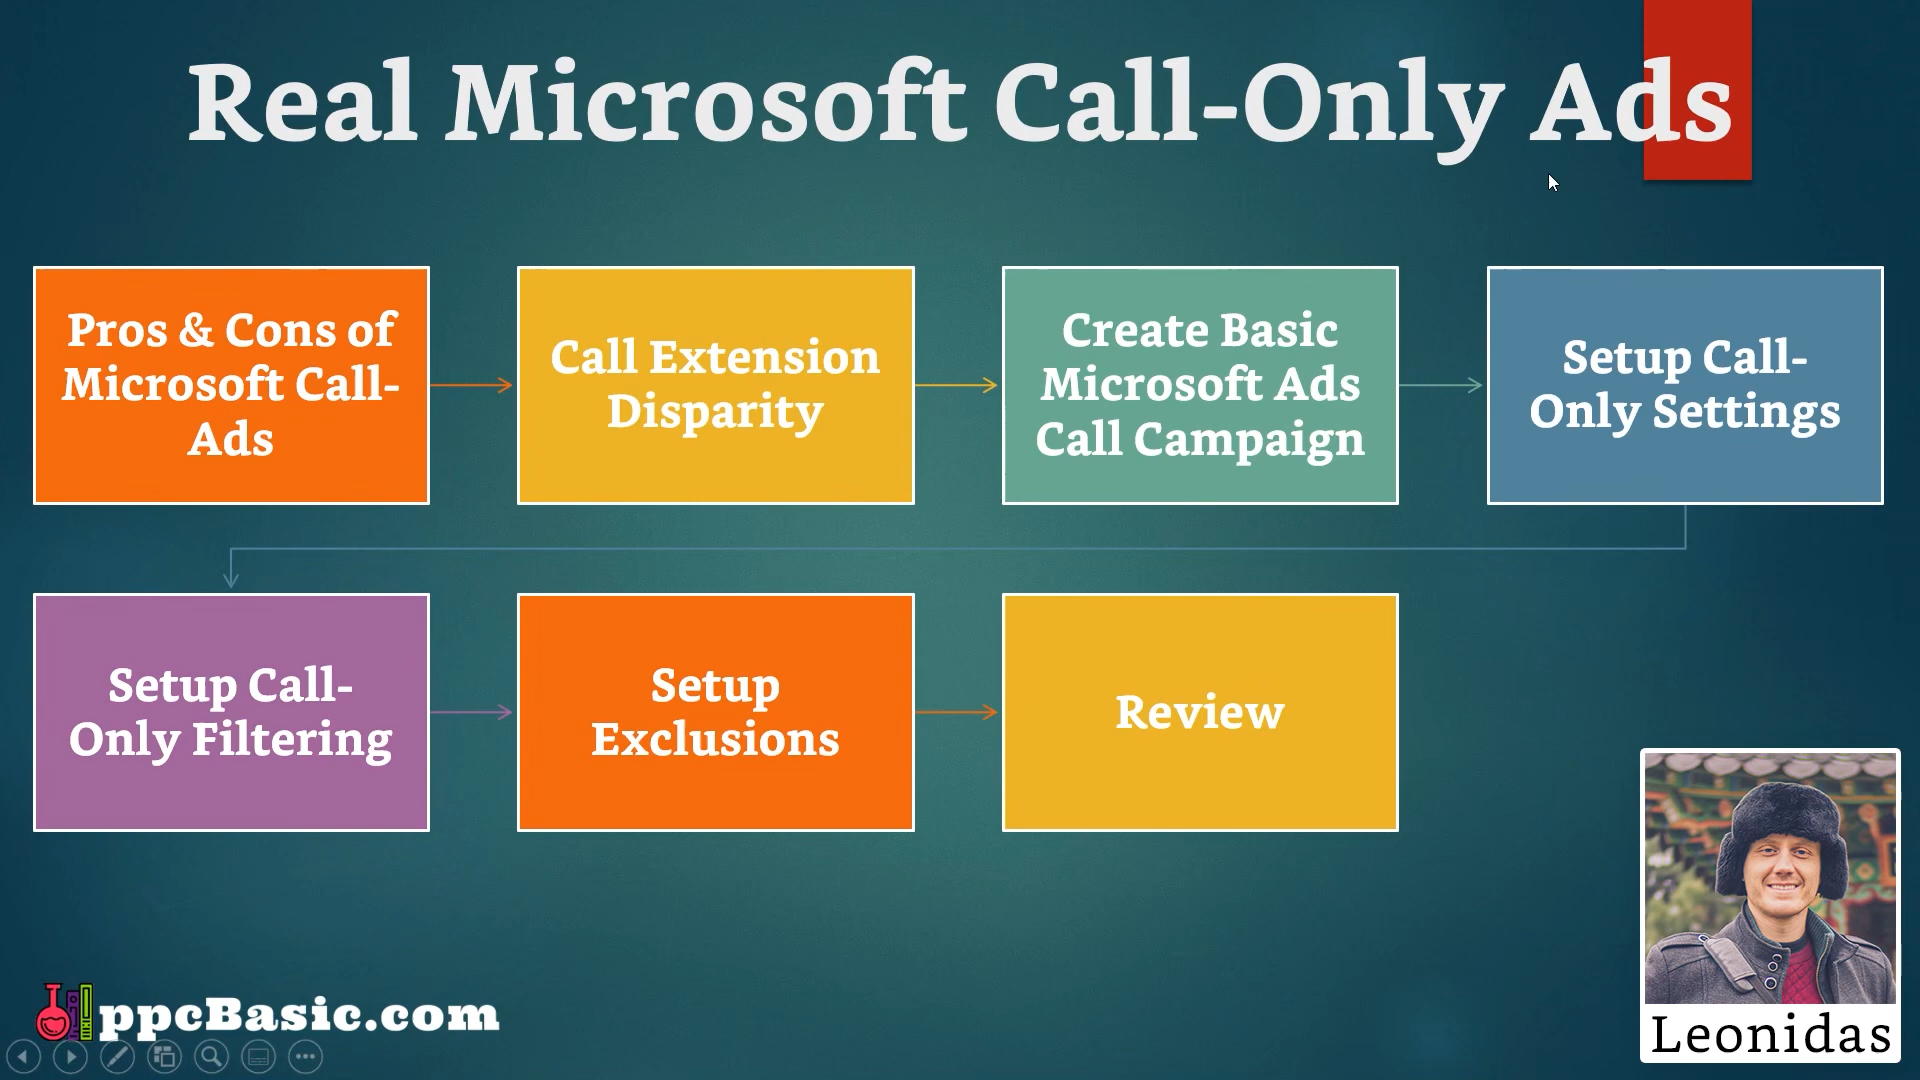 Real Microsoft Call-Only Ads
Pros & Cons of
Microsoft Call-
Ads
Call Extension
Disparity
Create Basic
Microsoft Ads
Call Campaign
Setup Call-
Only Settings
Setup Call-
Only Filtering
Setup
Exclusions
Review
ppcBasic.com
Leonidas